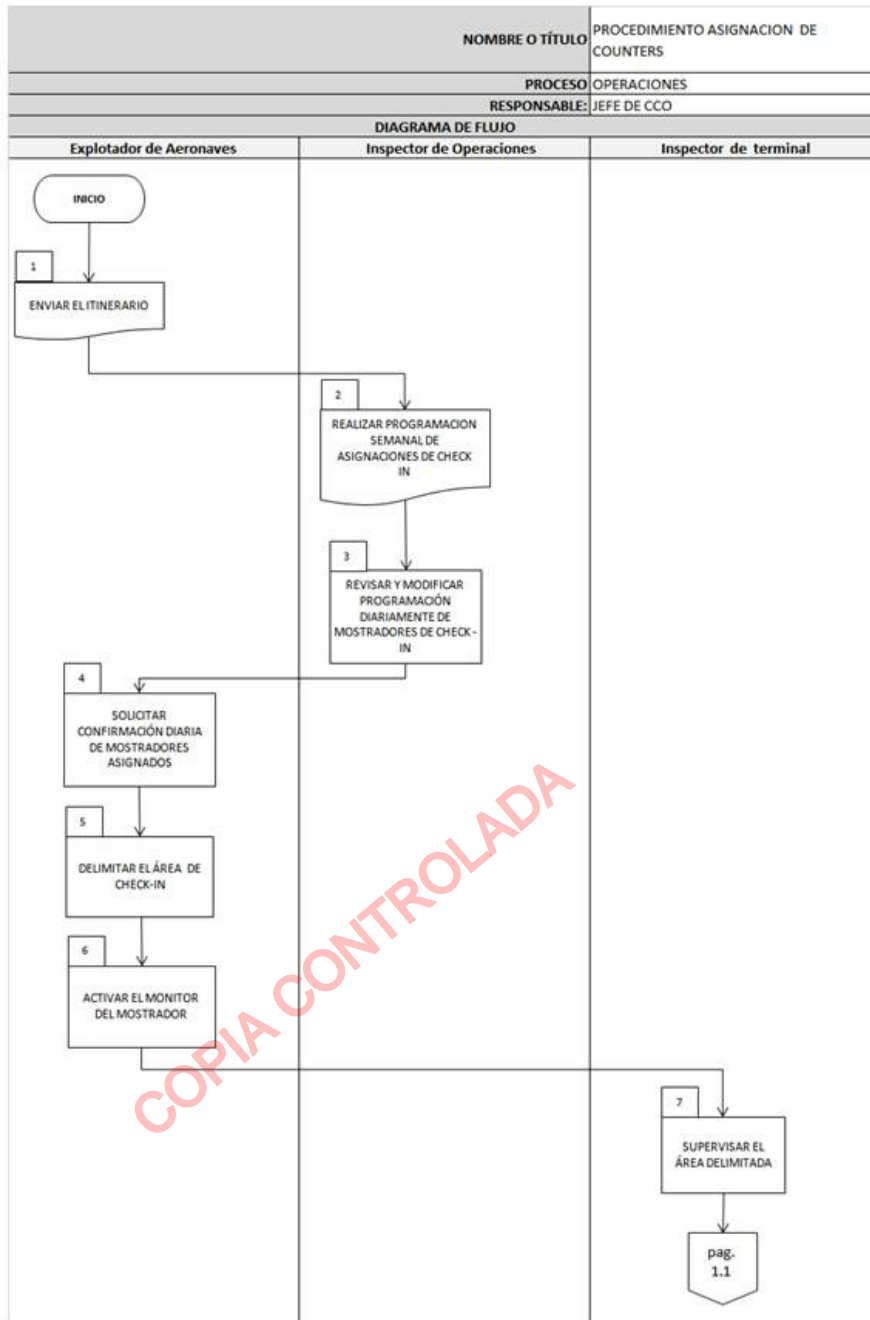 NOMBRE O TÍTULO
PROCEDIMIENTO ASIGNACION DE
COUNTERS
PROCESO OPERACIONES
RESPONSABLE: JEFE DE CCO
DIAGRAMA DE FLUJO
Explotador de Aeronaves
Inspector de Operaciones
Inspector de terminal
INICIO
1
ENVIAR EL ITINERARIO
2
REALIZAR PROGRAMACION
SEMANAL DE
ASIGNACIONES DE CHECK
IN
3
REVISAR Y MODIFICAR
PROGRAMACIÓN
DIARIAMENTE DE
MOSTRADORES DE CHECK -
IN
4
SOLICITAR
CONFIRMACIÓN DIARIA
DE MOSTRADORES
ASIGNADOS
5
DELIMITAR EL ÁREA DE
CHECK-IN
6
ACTIVAR EL MONITOR
DEL MOSTRADOR
7
SUPERVISAR EL
ÁREA DELIMITADA
pag.
1.1
COPIA CONTROLADA